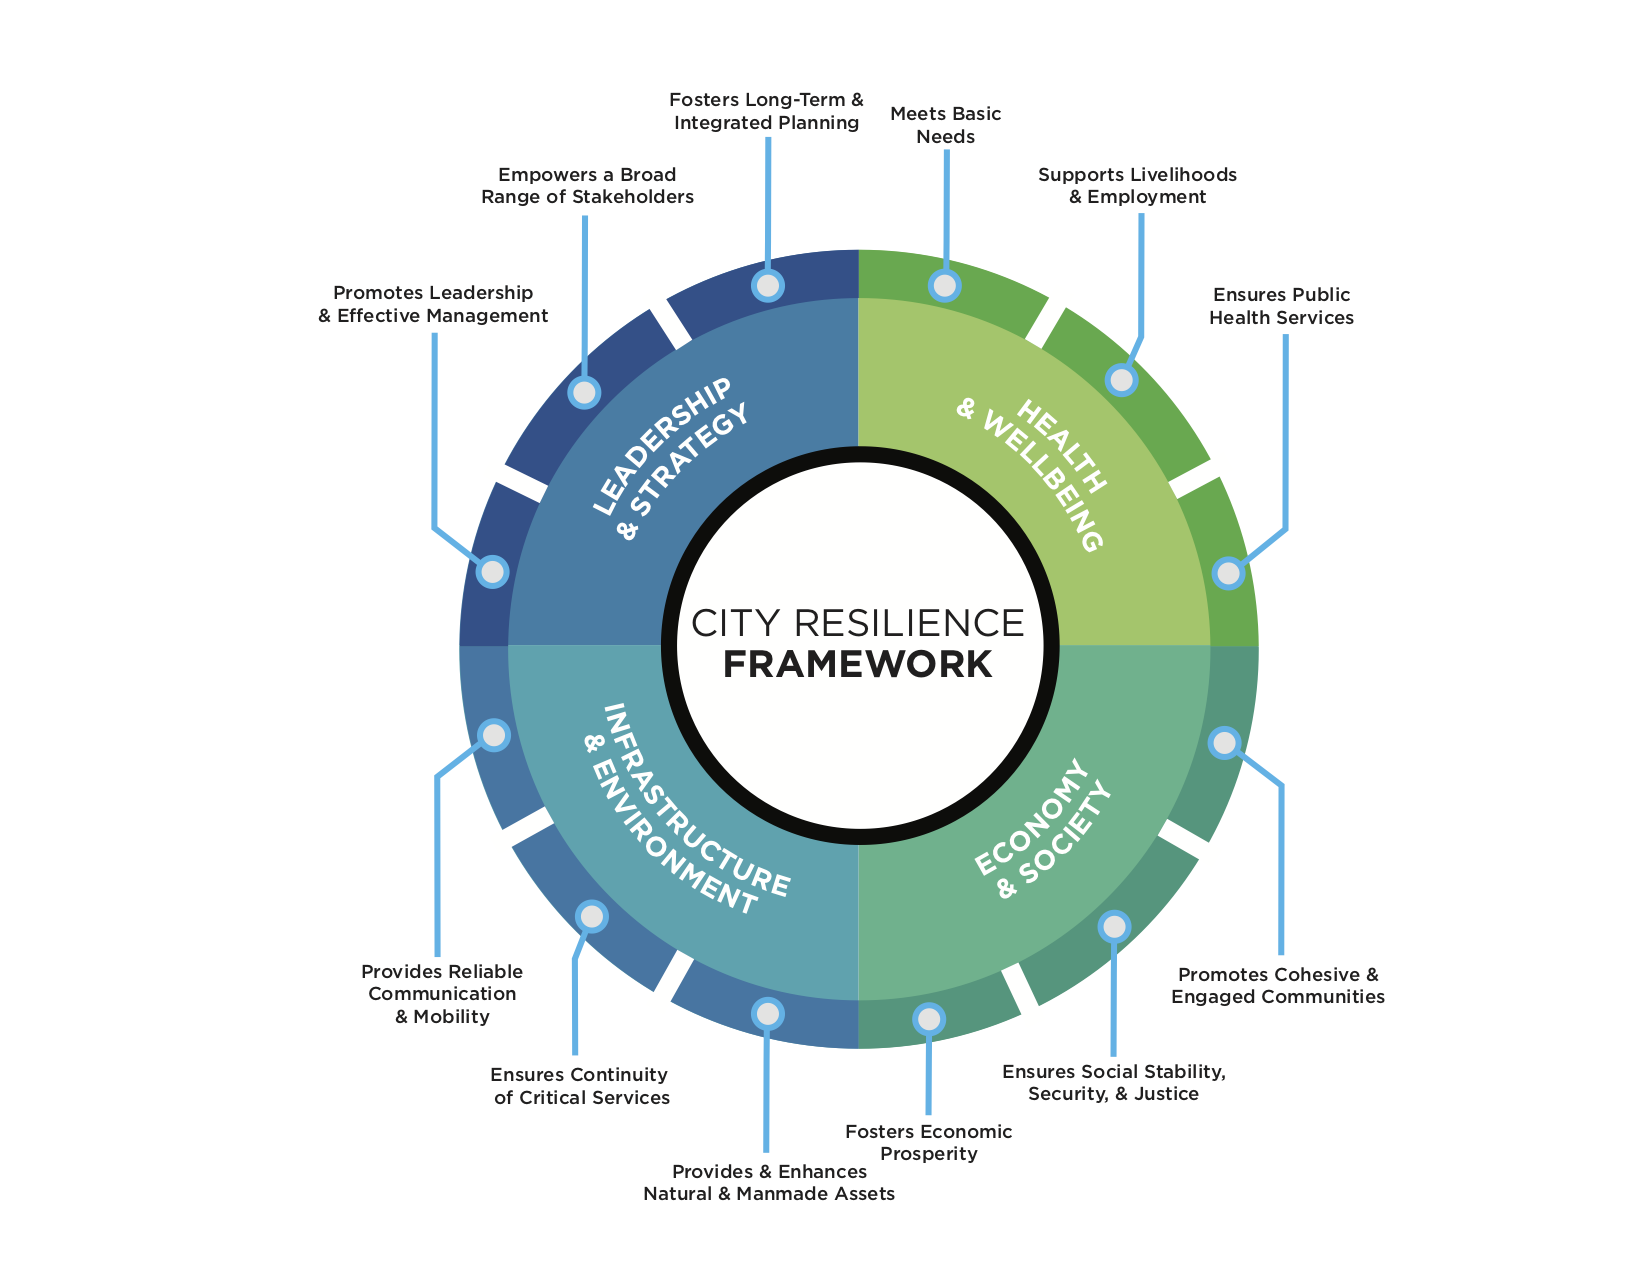 Fosters Long-Term &
Integrated Planning
Meets Basic
Needs
Empowers a Broad
Range of Stakeholders
Supports Livelihoods
& Employment
Promotes Leadership
& Effective Management
Ensures Public
Health Services
LEADERSHIP
& STRATEGY
HEALTH
& WELLBEING
CITY RESILIENCE
FRAMEWORK
INFRASTRUCTURE
& ENVIRONMENT
ECONOMY
& SOCIETY
Provides Reliable
Communication
& Mobility
Promotes Cohesive &
Engaged Communities
Ensures Continuity
of Critical Services
Ensures Social Stability,
Security, & Justice
Fosters Economic
Prosperity
Provides & Enhances
Natural & Manmade Assets